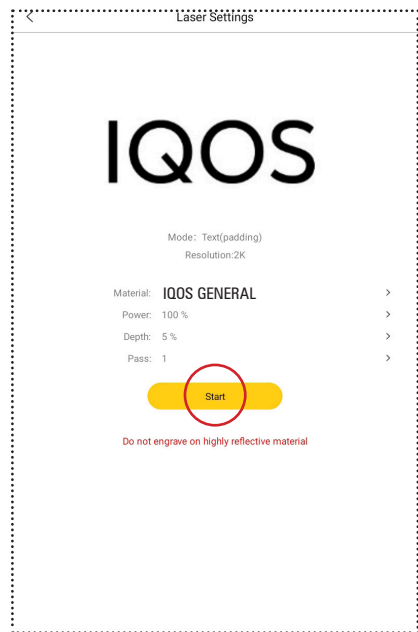 Laser Settings
IQOS
Mode: Text(padding)
Resolution:2K
Material: IQOS GENERAL
Power: 100 %
Depth: 5 %
Pass: 1
Start
Do not engrave on highly reflective material